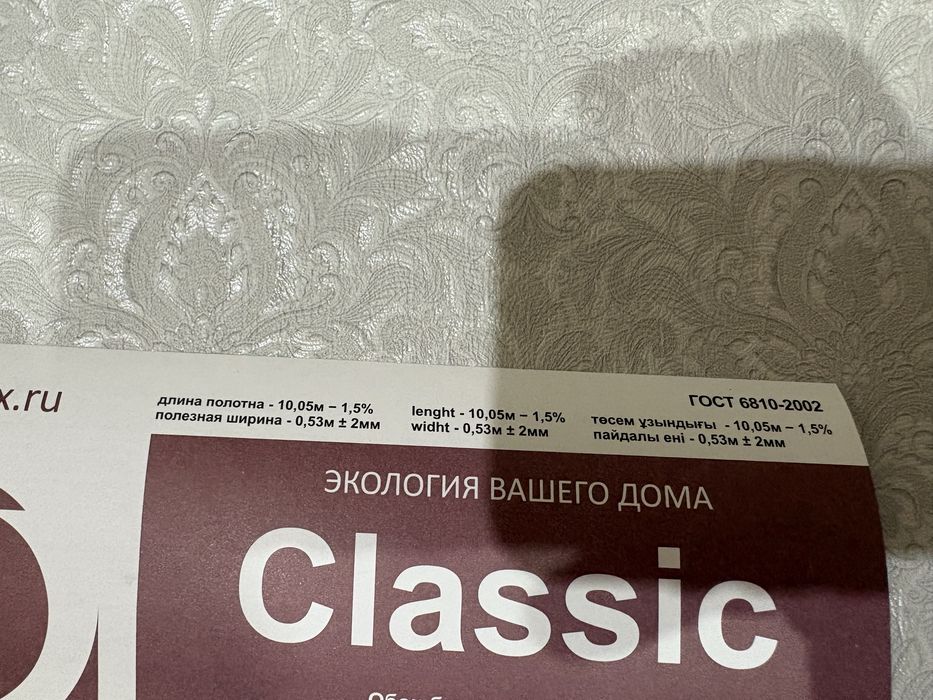 x.ru
длина полотна - 10,05м – 1,5%
полезная ширина - 0,53м ± 2мм
lenght - 10,05м – 1,5%
widht - 0,53м ± 2мм
ГОСТ 6810-2002
төсем ұзындығы - 10,05м – 1,5%
пайдалы ені - 0,53м ± 2мм
ЭКОЛОГИЯ ВАШЕГО ДОМА
Classic